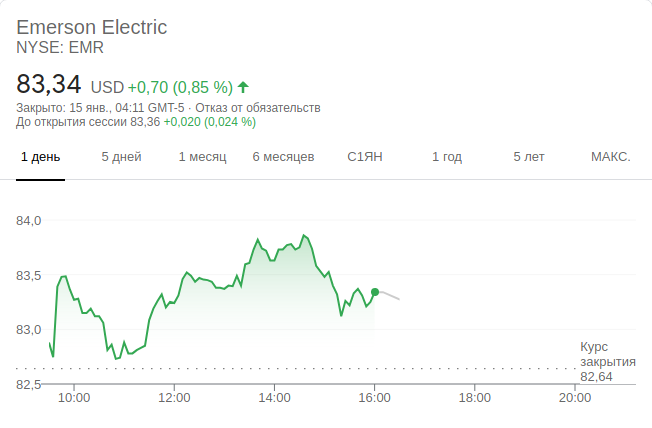 Emerson Electric
NYSE: EMR
83,34 USD +0,70 (0,85 %)
Закрыто: 15 янв., 04:11 GMT-5 · Отказ от обязательств
До открытия сессии 83,36 +0,020 (0,024 %)
1 день 5 дней 1 месяц 6 месяцев С1ЯН 1 год 5 лет МАКС.
84,0
83,5
83,0
Курс
закрытия
82,64
82,5
10:00 12:00 14:00 16:00 18:00 20:00